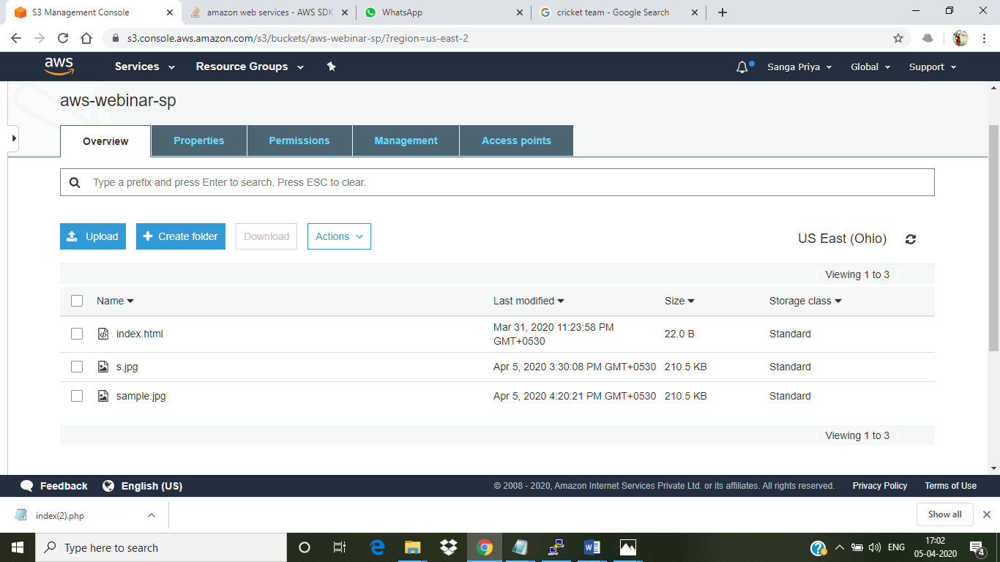 S3 Management Console
amazon web services - AWS SDK
WhatsApp
cricket team - Google Search
s3.console.aws.amazon.com/s3/buckets/aws-webinar-sp/?region=us-east-2
aws
Services
Resource Groups
Sanga Priya
Global
Support
aws-webinar-sp
Overview
Properties
Permissions
Management
Access points
Type a prefix and press Enter to search. Press ESC to clear.
Upload
Create folder
Download
Actions
US East (Ohio)
Viewing 1 to 3
Name
Last modified
Size
Storage class
index.html
Mar 31, 2020 11:23:58 PM
GMT+0530
22.0 B
Standard
s.jpg
Apr 5, 2020 3:30:08 PM GMT+0530
210.5 KB
Standard
sample.jpg
Apr 5, 2020 4:20:21 PM GMT+0530
210.5 KB
Standard
Viewing 1 to 3
Feedback
English (US)
© 2008 - 2020, Amazon Internet Services Private Ltd. or its affiliates. All rights reserved.
Privacy Policy
Terms of Use
index(2).php
Show all
Type here to search
ENG
17:02
05-04-2020
4